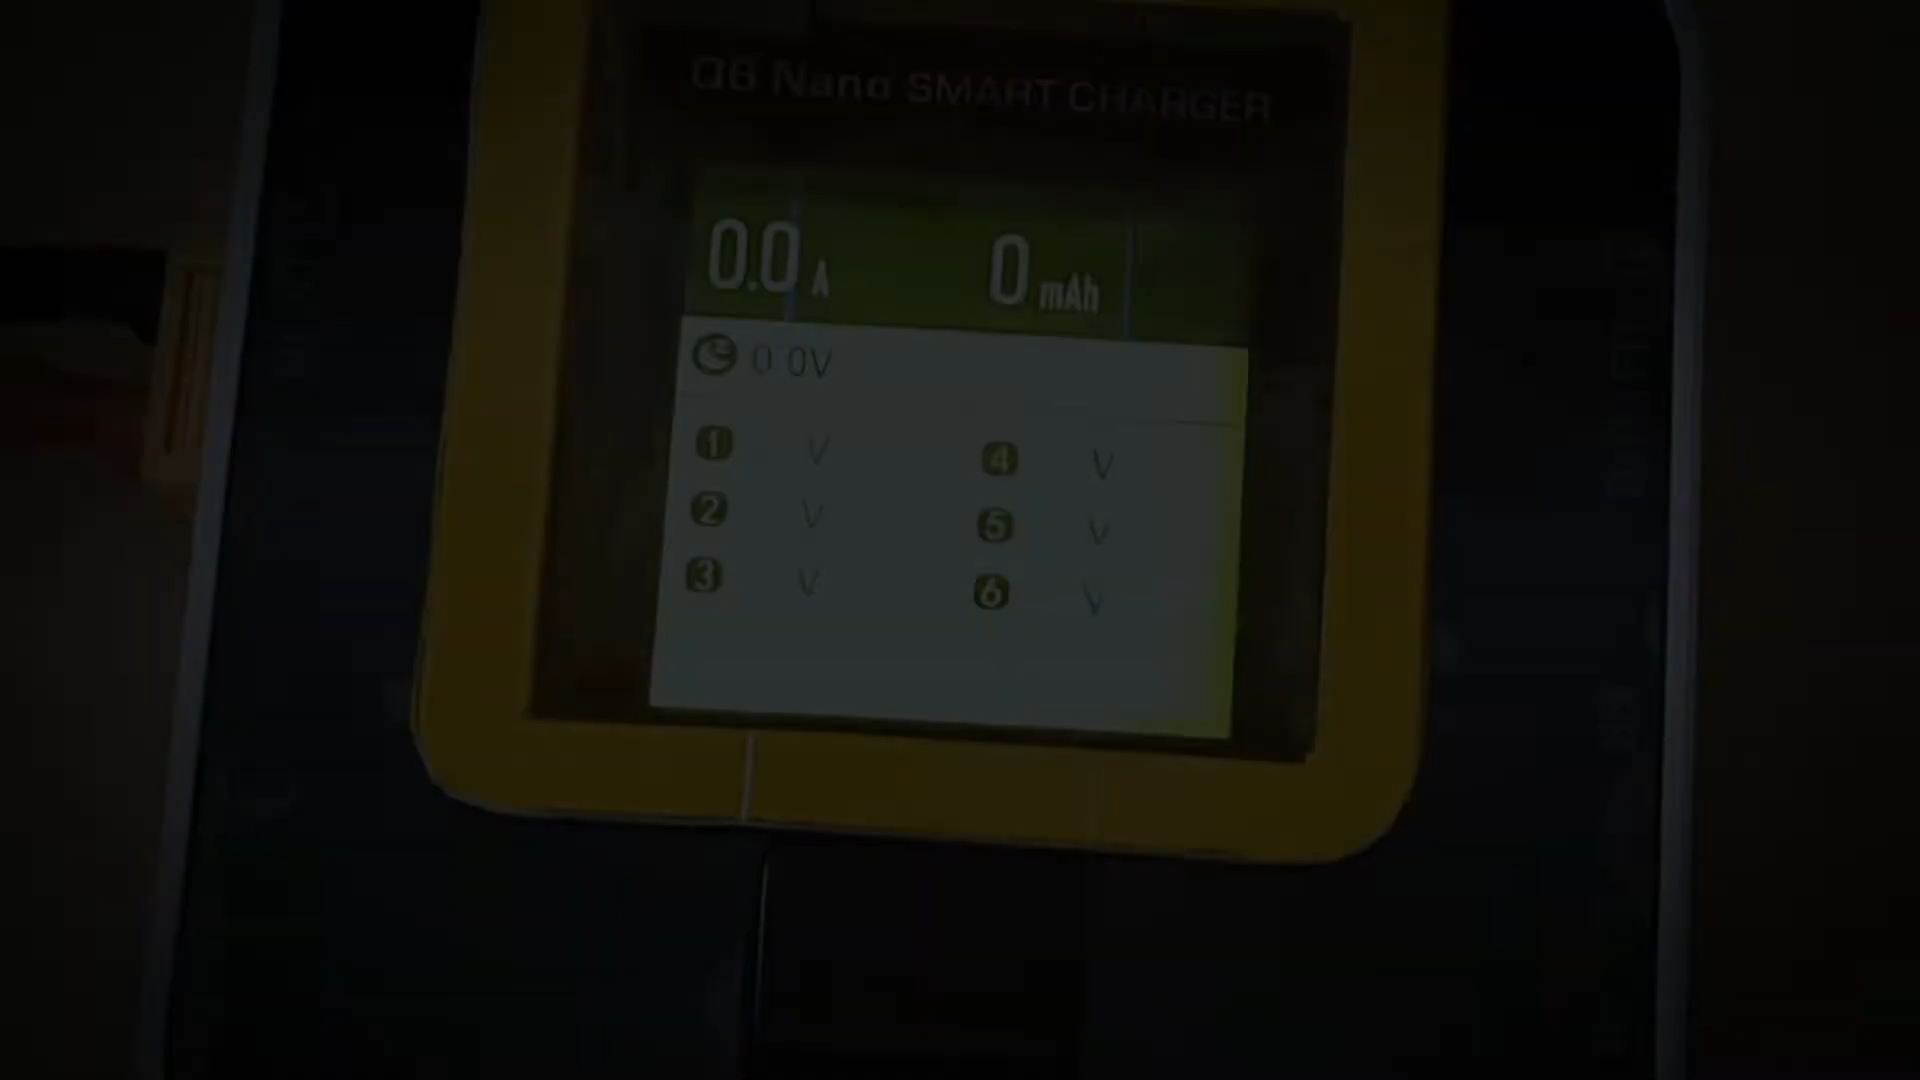 Q6 Nano SMART CHARGER
0.0 A 0 mAh
0 0V
1 V 4 V
2 V 5 V
3 V 6 V